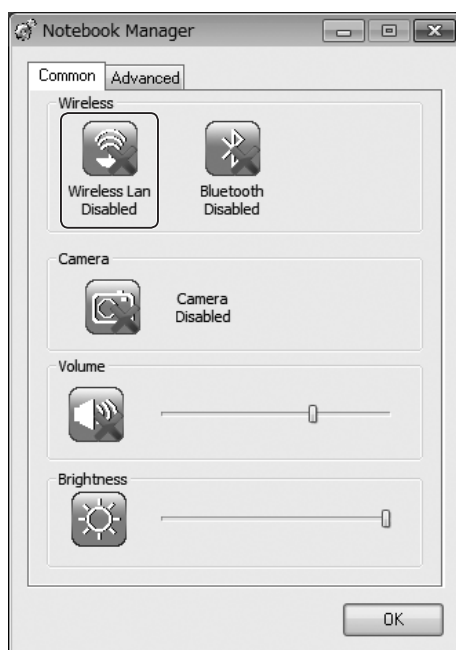 Notebook Manager
Common Advanced
Wireless
Wireless Lan
Disabled
Bluetooth
Disabled
Camera
Camera
Disabled
Volume
Brightness
OK